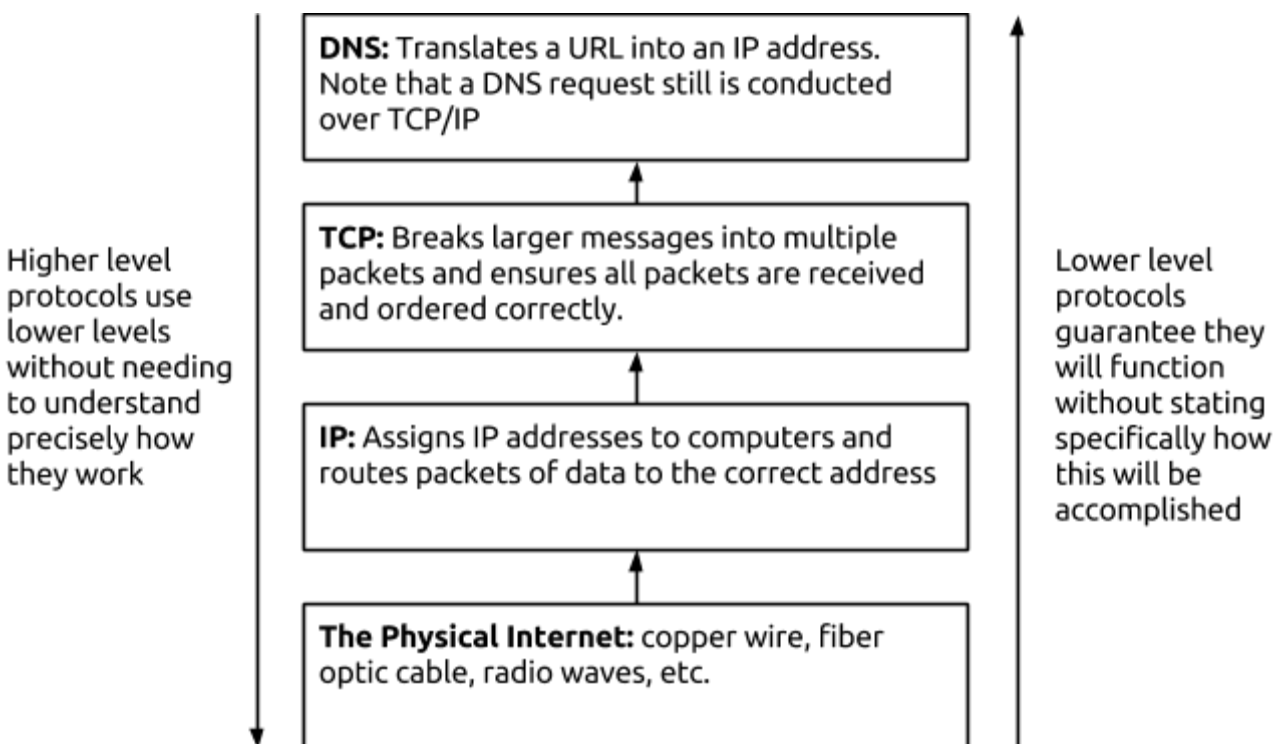 DNS: Translates a URL into an IP address.
Note that a DNS request still is conducted
over TCP/IP
TCP: Breaks larger messages into multiple
packets and ensures all packets are received
and ordered correctly.
IP: Assigns IP addresses to computers and
routes packets of data to the correct address
The Physical Internet: copper wire, fiber
optic cable, radio waves, etc.
Higher level
protocols use
lower levels
without needing
to understand
precisely how
they work
Lower level
protocols
guarantee they
will function
without stating
specifically how
this will be
accomplished